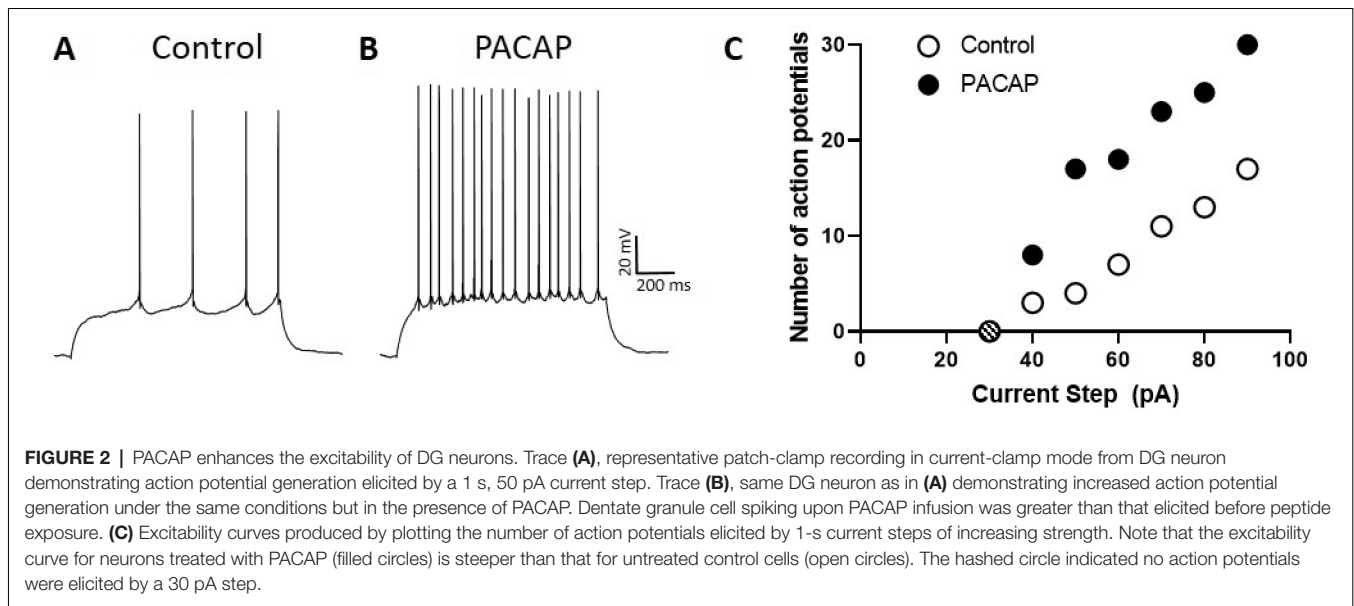 A Control
B PACAP
20 mV
200 ms
C
Control
PACAP
Number of action potentials
30
20
10
0
0 20 40 60 80 100
Current Step (pA)
FIGURE 2 | PACAP enhances the excitability of DG neurons. Trace (A), representative patch-clamp recording in current-clamp mode from DG neuron
demonstrating action potential generation elicited by a 1 s, 50 pA current step. Trace (B), same DG neuron as in (A) demonstrating increased action potential
generation under the same conditions but in the presence of PACAP. Dentate granule cell spiking upon PACAP infusion was greater than that elicited before peptide
exposure. (C) Excitability curves produced by plotting the number of action potentials elicited by 1-s current steps of increasing strength. Note that the excitability
curve for neurons treated with PACAP (filled circles) is steeper than that for untreated control cells (open circles). The hashed circle indicated no action potentials
were elicited by a 30 pA step.